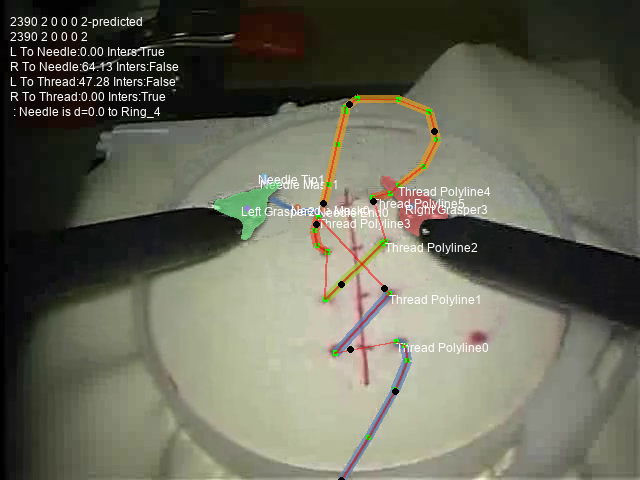 2390 2 0 0 0 2-predicted
2390 2 0 0 0 2
L To Needle:0.00 Inters:True
R To Needle:64.13 Inters:False
L To Thread:47.28 Inters:False
R To Thread:0.00 Inters:True
: Needle is d=0.0 to Ring_4
Needle Tip1
Left Grasper2
Right Grasper3
Thread Polyline4
Thread Polyline5
Thread Polyline3
Thread Polyline2
Thread Polyline1
Thread Polyline0